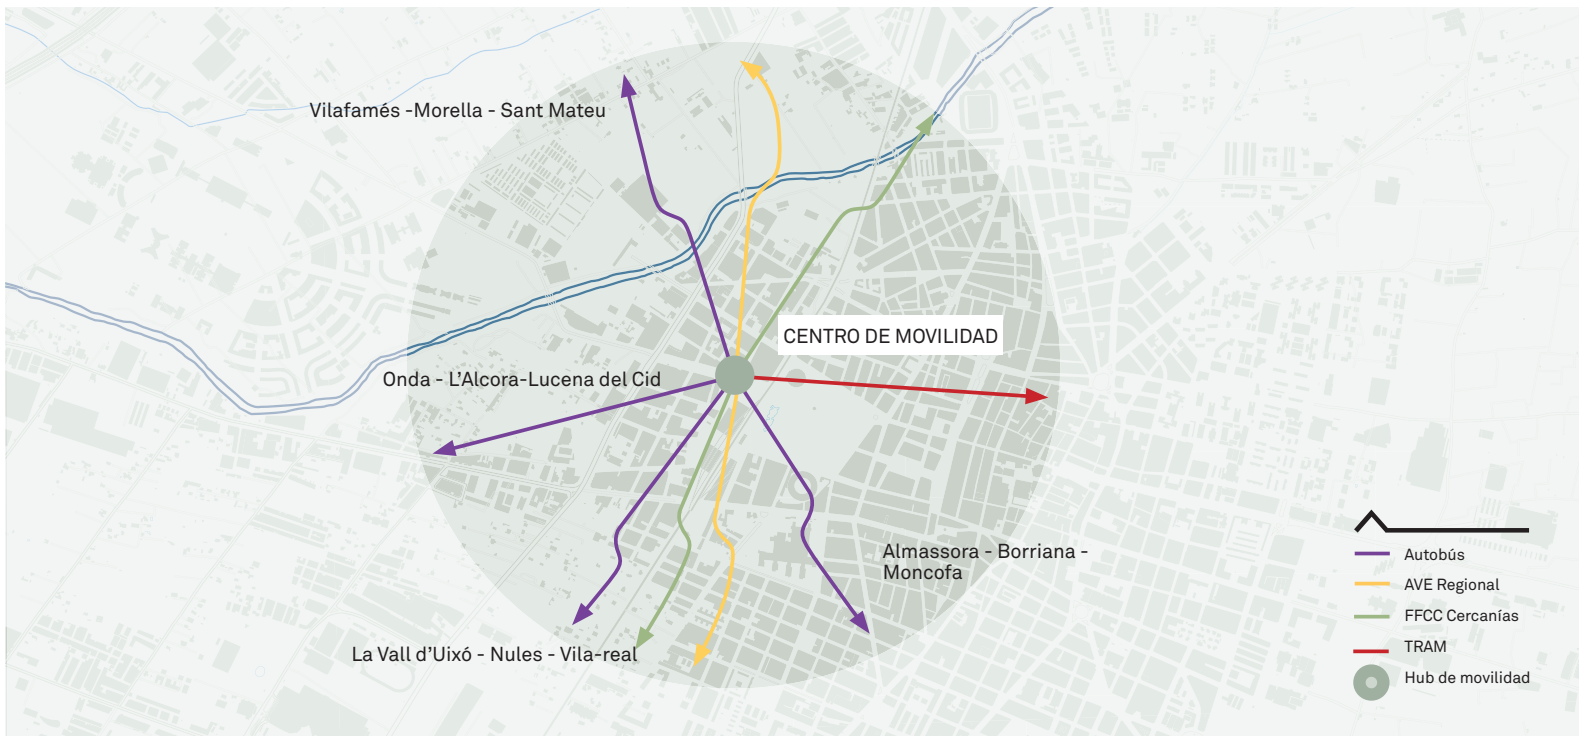 Vilafamés -Morella - Sant Mateu
CENTRO DE MOVILIDAD
Onda - L’Alcora-Lucena del Cid
Almassora - Borriana -
Moncofa
La Vall d’Uixó - Nules - Vila-real
Autobús
AVE Regional
FFCC Cercanías
TRAM
Hub de movilidad